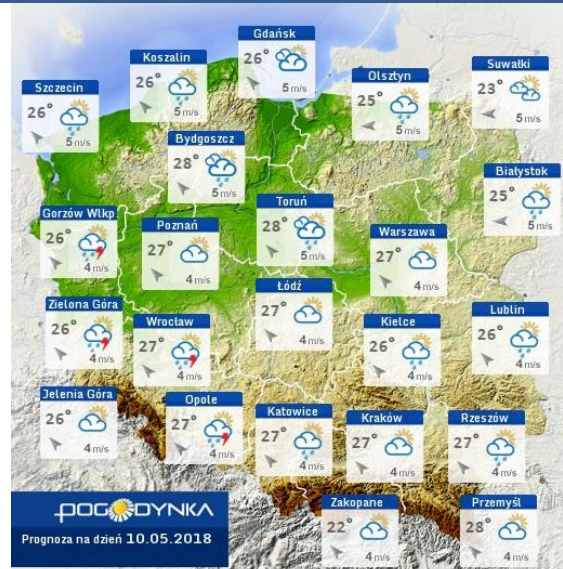 Gdańsk
26°
5 m/s
Koszalin
26°
5 m/s
Suwałki
23°
5 m/s
Olsztyn
25°
5 m/s
Szczecin
26°
5 m/s
Bydgoszcz
28°
5 m/s
Białystok
25°
5 m/s
Toruń
28°
5 m/s
Gorzów Wlkp
26°
4 m/s
Poznań
27°
4 m/s
Warszawa
27°
4 m/s
Łódź
27°
4 m/s
Zielona Góra
26°
4 m/s
Wrocław
27°
4 m/s
Kielce
26°
4 m/s
Lublin
26°
4 m/s
Jelenia Góra
26°
4 m/s
Opole
27°
4 m/s
Katowice
27°
4 m/s
Kraków
27°
4 m/s
Rzeszów
27°
4 m/s
Zakopane
22°
4 m/s
Przemyśl
28°
4 m/s
POGODYNKA
Prognoza na dzień 10.05.2018